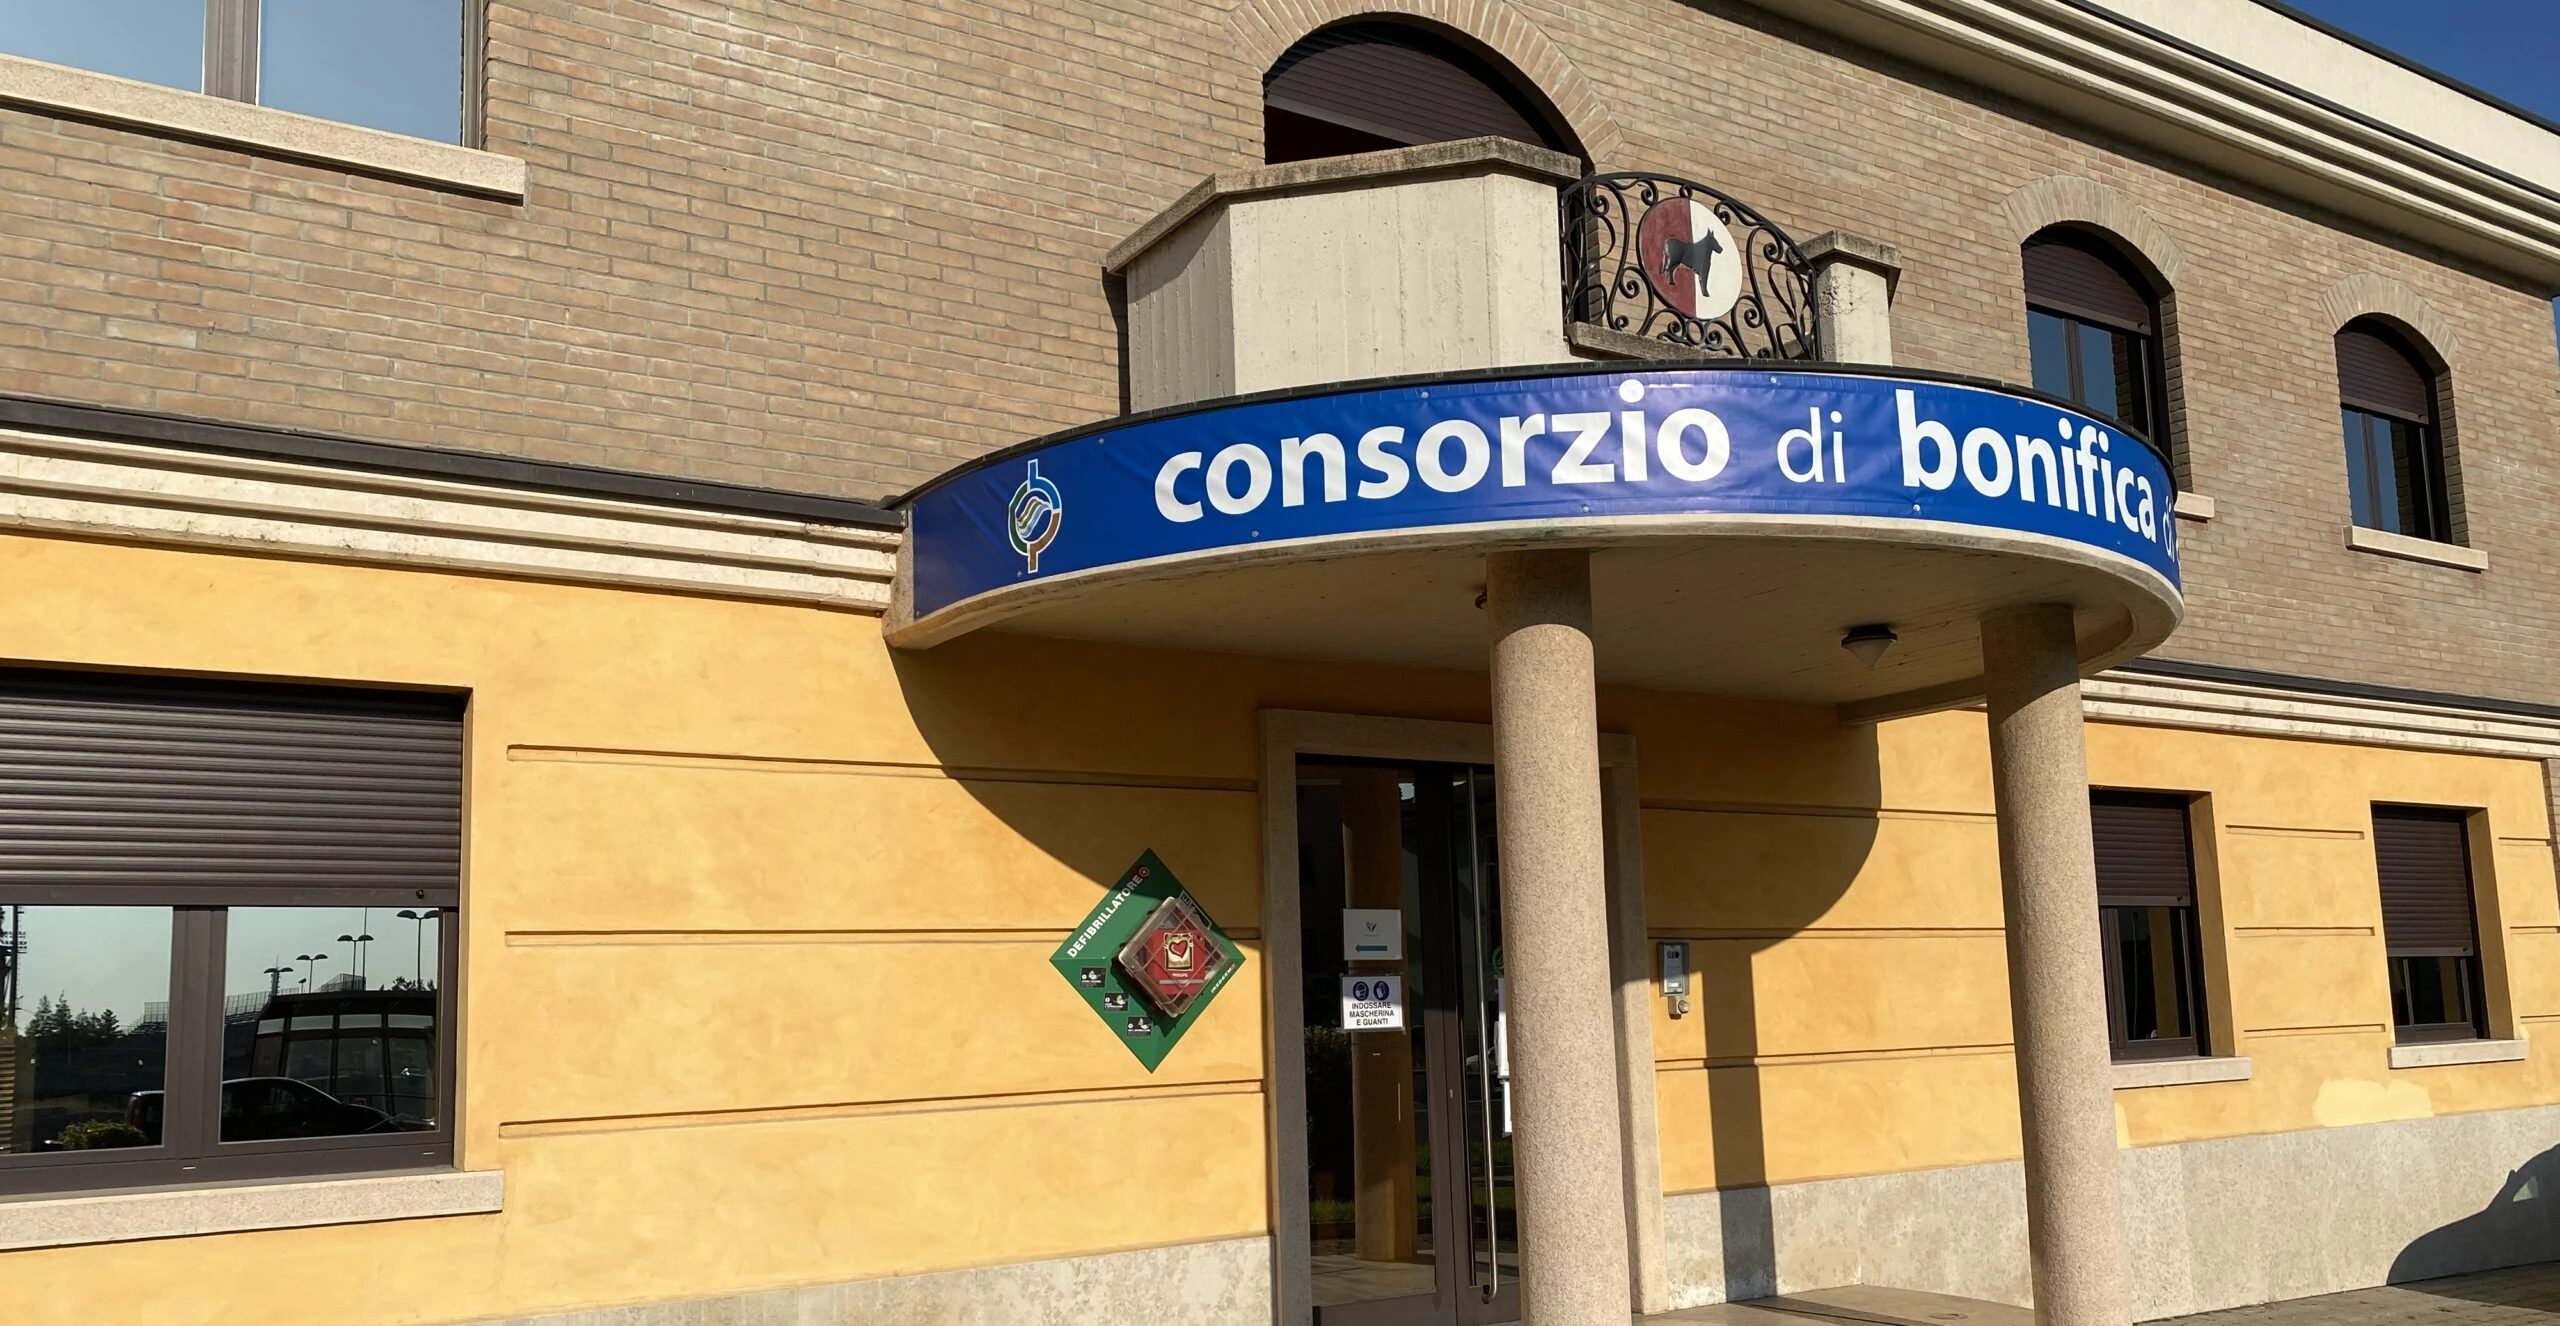 consorzio di bonifica
DEFIBRILLATORE
INDOSSARE
MASCHERINA
E GUANTI